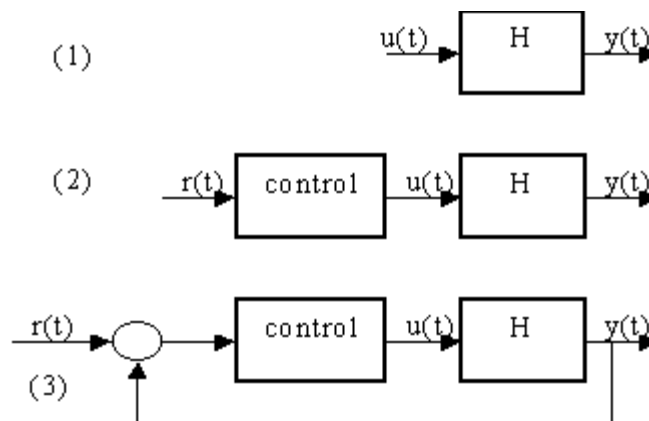 (1) u(t) H y(t)
(2) r(t) control u(t) H y(t)
r(t) control u(t) H y(t)
(3)